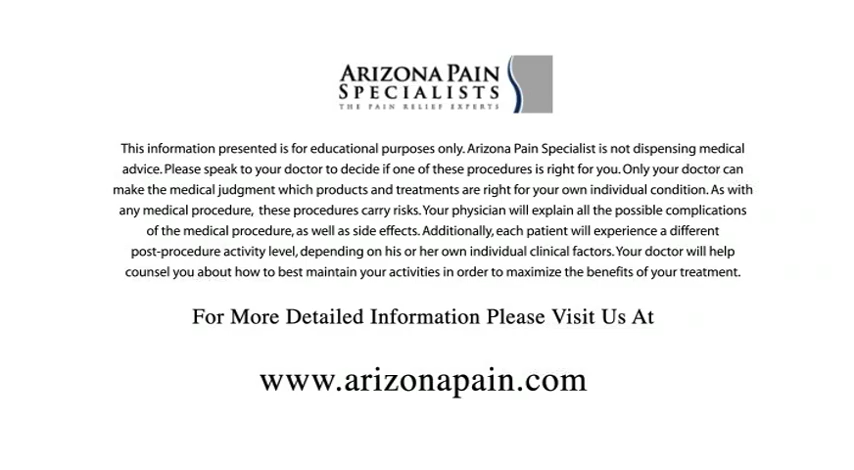 ARIZONA PAIN
SPECIALISTS
THE PAIN RELIEF EXPERTS
This information presented is for educational purposes only. Arizona Pain Specialist is not dispensing medical
advice. Please speak to your doctor to decide if one of these procedures is right for you. Only your doctor can
make the medical judgment which products and treatments are right for your own individual condition. As with
any medical procedure, these procedures carry risks. Your physician will explain all the possible complications
of the medical procedure, as well as side effects. Additionally, each patient will experience a different
post-procedure activity level, depending on his or her own individual clinical factors. Your doctor will help
counsel you about how to best maintain your activities in order to maximize the benefits of your treatment.
For More Detailed Information Please Visit Us At
www.arizonapain.com